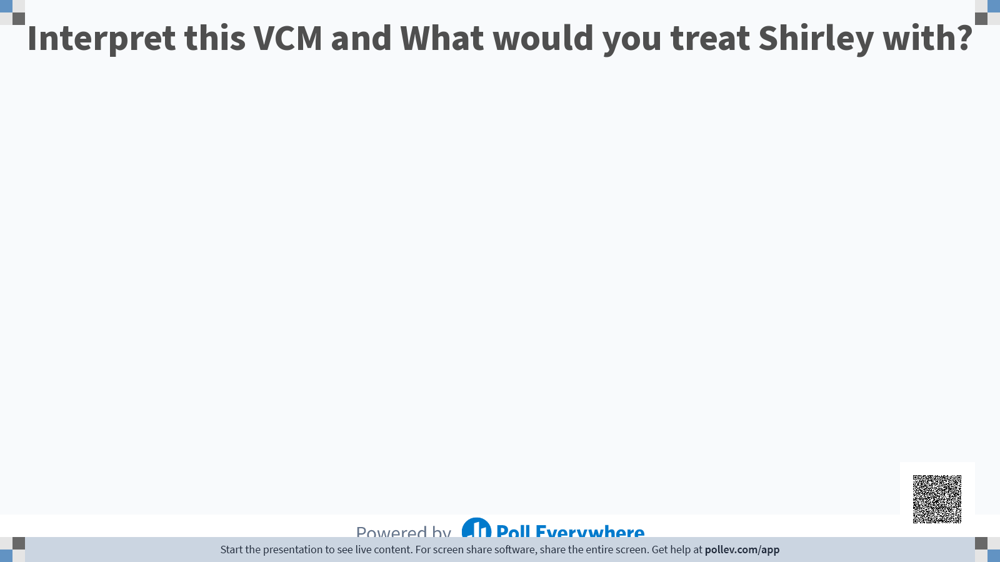 Interpret this VCM and What would you treat Shirley with?
Powered by Poll Everywhere
Start the presentation to see live content. For screen share software, share the entire screen. Get help at pollev.com/app